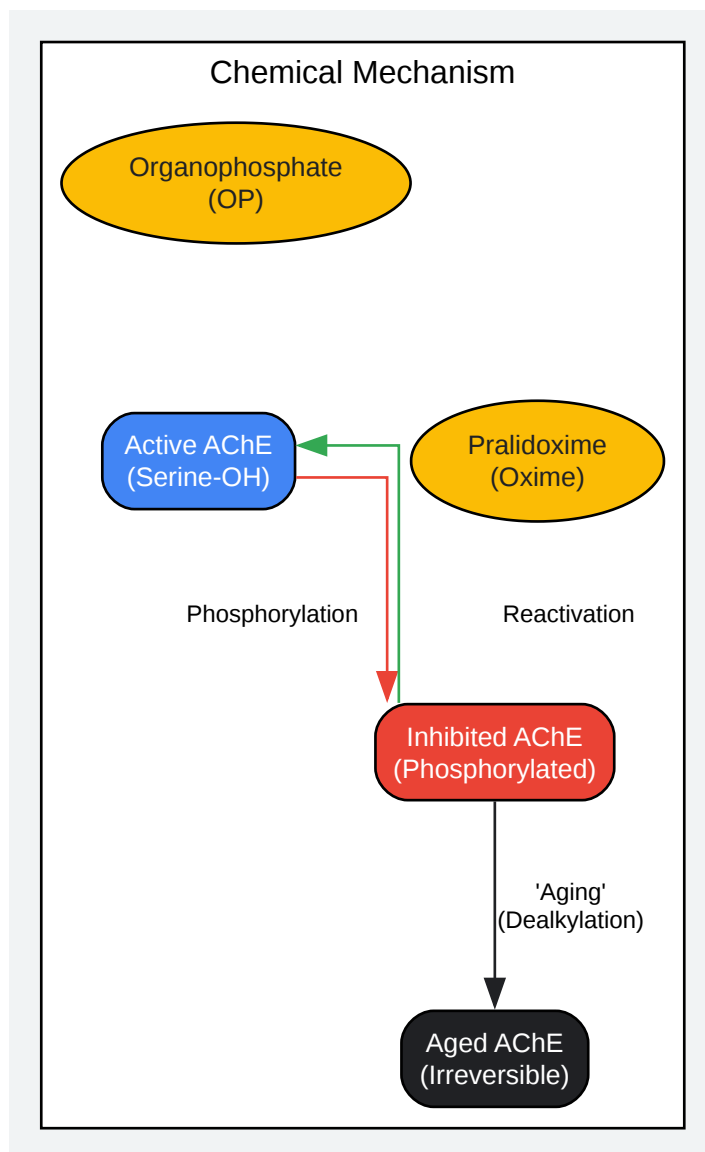 Chemical Mechanism
Organophosphate
(OP)
Active AChE
(Serine-OH)
Pralidoxime
(Oxime)
Phosphorylation
Reactivation
Inhibited AChE
(Phosphorylated)
'Aging'
(Dealkylation)
Aged AChE
(Irreversible)